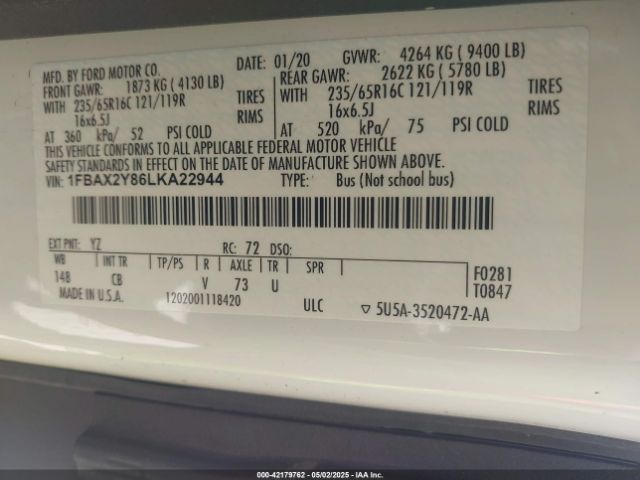 MFD. BY FORD MOTOR CO. DATE: 01/20 GVWR: 4264 KG ( 9400 LB)
FRONT GAWR: 1873 KG ( 4130 LB) REAR GAWR: 2622 KG ( 5780 LB)
WITH 235/65R16C 121/119R TIRES WITH 235/65R16C 121/119R TIRES
16x6.5J RIMS 16x6.5J RIMS
AT 360 kPa/ 52 PSI COLD AT 520 kPa/ 75 PSI COLD
THIS VEHICLE CONFORMS TO ALL APPLICABLE FEDERAL MOTOR VEHICLE
SAFETY STANDARDS IN EFFECT ON THE DATE OF MANUFACTURE SHOWN ABOVE.
VIN: 1FBAX2Y86LKA22944 TYPE: Bus (Not school bus)
EXT PNT: YZ RC: 72 DSO:
WB INT TR TP/PS R AXLE TR SPR F0281
148 CB V 73 U T0847
MADE IN U.S.A. 1202001118420 ULC ▽ 5U5A-3520472-AA
000-42179762 - 05/02/2025 - IAAI.com